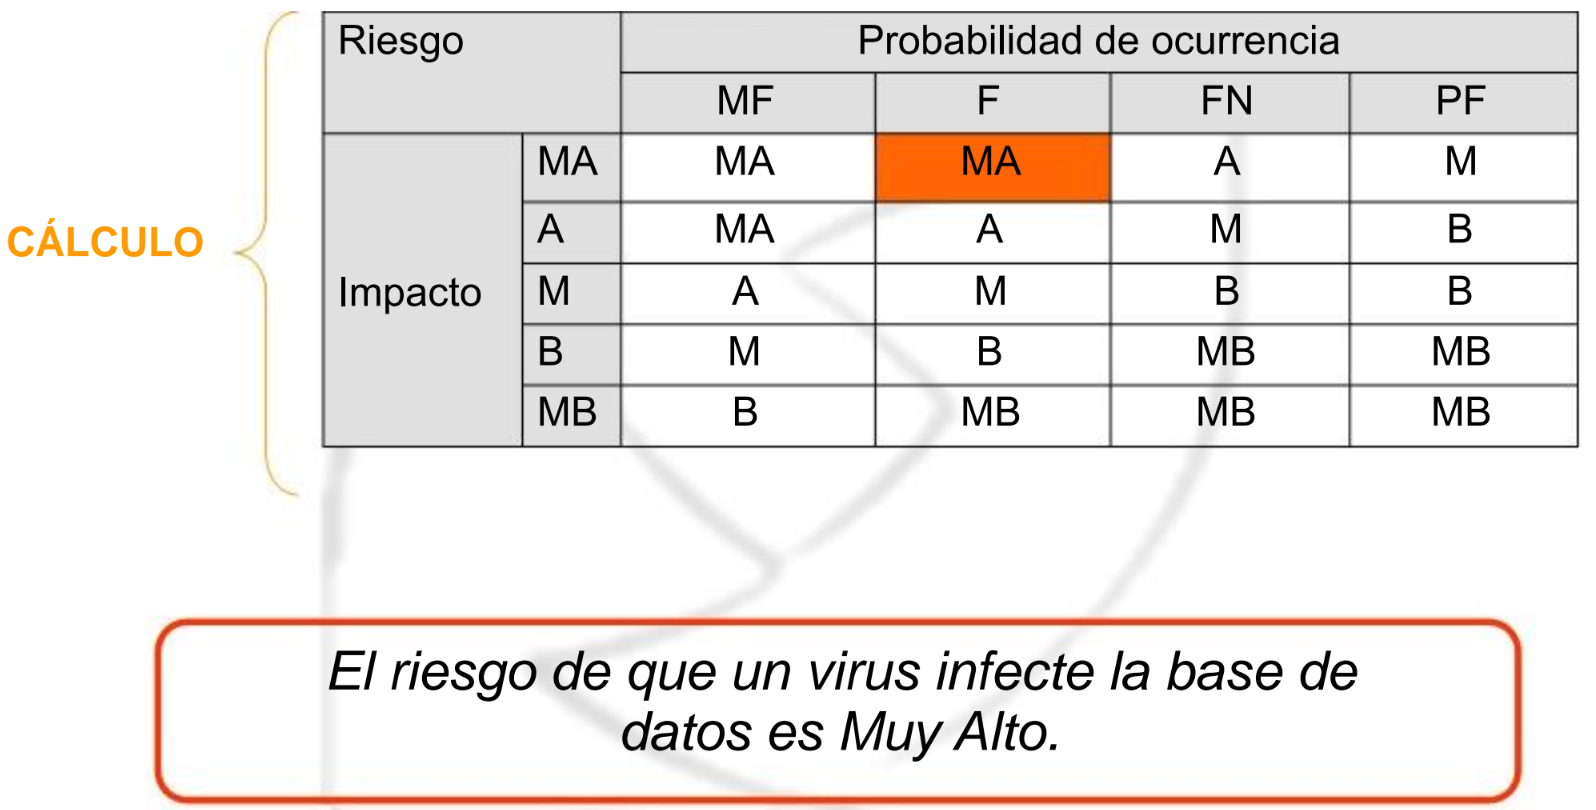 Riesgo Probabilidad de ocurrencia
MF F FN PF
MA MA MA A M
CÁLCULO
A MA A M B
Impacto M A M B B
B M B MB MB
MB B MB MB MB
El riesgo de que un virus infecte la base de
datos es Muy Alto.